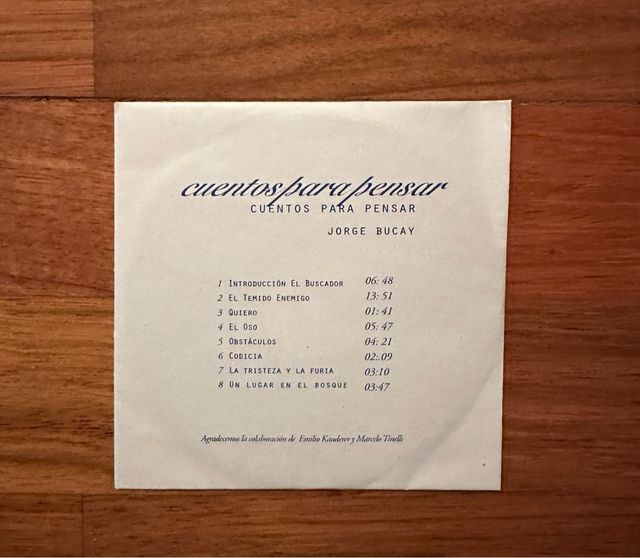 cuentos para pensar
CUENTOS PARA PENSAR
JORGE BUCAY
1 INTRODUCCIÓN EL BUSCADOR 06: 48
2 EL TEMIDO ENEMIGO 13: 51
3 QUIERO 01: 41
4 EL OSO 05: 47
5 OBSTÁCULOS 04: 21
6 CODICIA 02:.09
7 LA TRISTEZA Y LA FURIA 03:10
8 UN LUGAR EN EL BOSQUE 03:47
Agradecemos la colaboración de Emilio Kauderer y Marcelo Tinelli